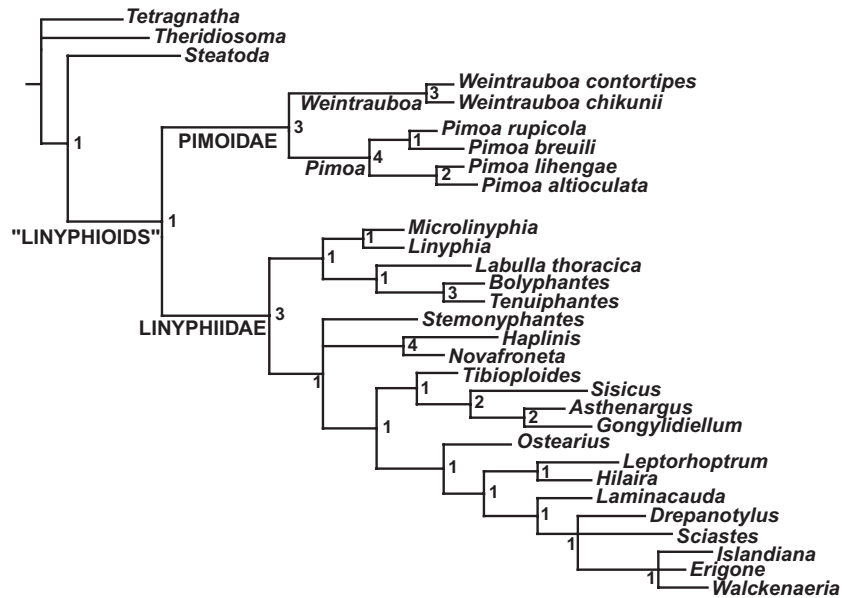 Tetragnatha
Theridiosoma
Steatoda
1
"LINYPHIOIDS"
1
PIMOIDAE
3
Weintrauboa
3
Weintrauboa contortipes
Weintrauboa chikunii
Pimoa
4
1
Pimoa rupicola
Pimoa breuili
2
Pimoa lihengae
Pimoa altioculata
LINYPHIIDAE
3
1
1
Microlinyphia
Linyphia
1
Labulla thoracica
3
Bolyphantes
Tenuiphantes
1
Stemonyphantes
4
Haplinis
Novafroneta
1
1
Tibioploides
2
Sisicus
2
Asthenargus
Gongylidiellum
1
Ostearius
1
1
Leptorhoptrum
Hilaira
1
Laminacauda
1
Drepanotylus
Sciastes
1
Islandiana
Erigone
Walckenaeria